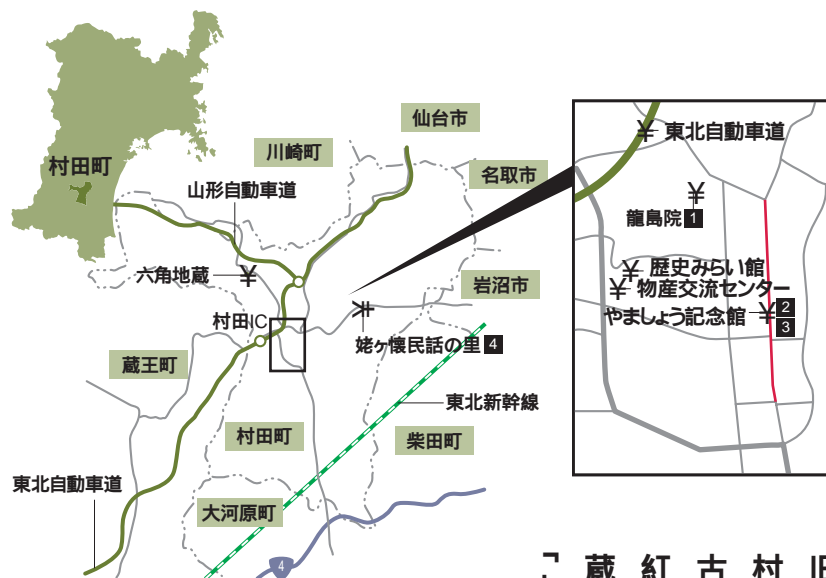 村田町
仙台市
川崎町
名取市
山形自動車道
六角地蔵
岩沼市
村田IC
姥ヶ懐民話の里 4
蔵王町
東北新幹線
村田町
柴田町
東北自動車道
大河原町
4
東北自動車道
龍島院 1
歴史みらい館
物産交流センター
やましょう記念館 2
3
蔵 紅 古 村 旧